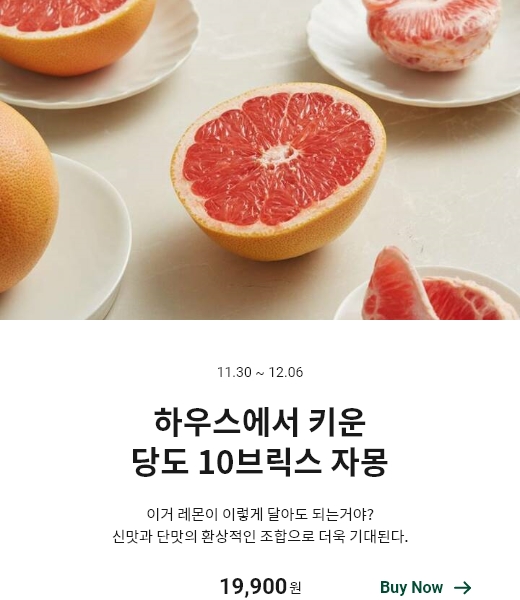 11.30 ~ 12.06
하우스에서 키운
당도 10브릭스 자몽
이거 레몬이 이렇게 달아도 되는거야?
신맛과 단맛의 환상적인 조합으로 더욱 기대된다.
19,900원
Buy Now →